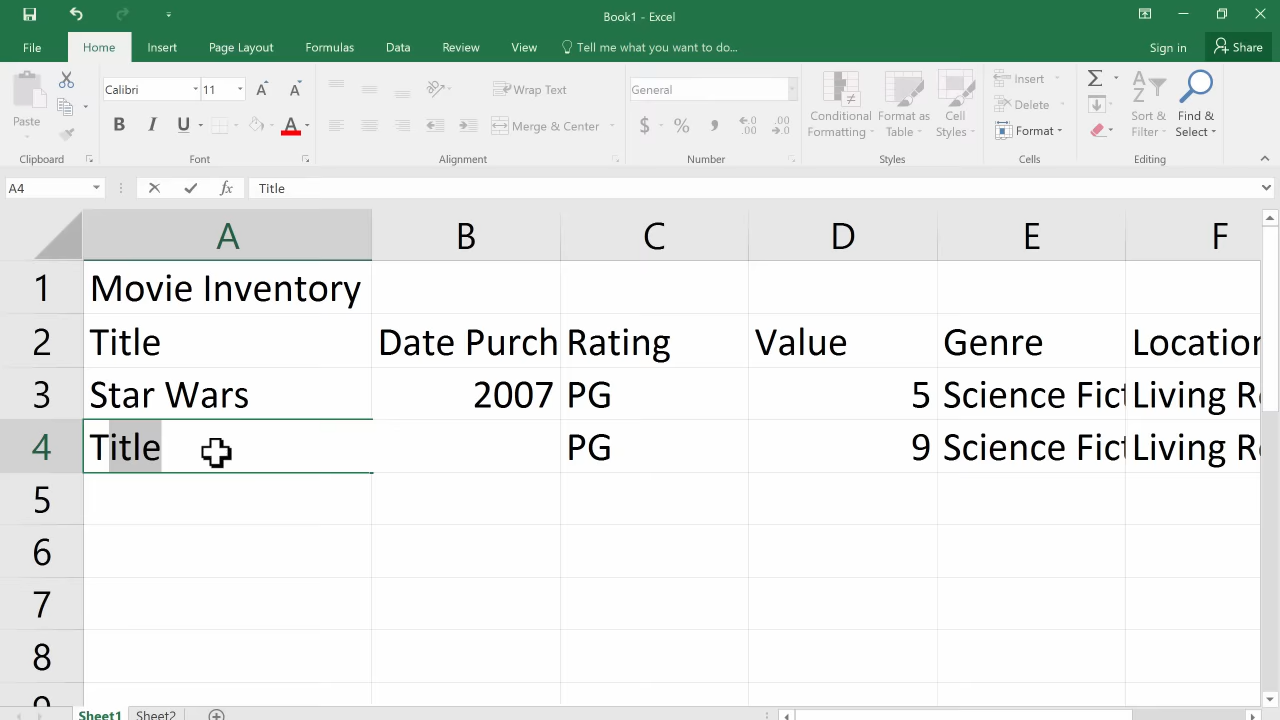 Book1 - Excel
File Home Insert Page Layout Formulas Data Review View Tell me what you want to do... Sign in Share
Calibri 11 Wrap Text General Insert
Paste B I U A Merge & Center $ % Conditional Formatting Format as Table Cell Styles Delete Format Sort & Filter Find & Select
Clipboard Font Alignment Number Styles Cells Editing
A4 fx Title
A B C D E F
1 Movie Inventory
2 Title Date Purch Rating Value Genre Location
3 Star Wars 2007 PG 5 Science Fict Living R
4 Title PG 9 Science Fict Living R
5
6
7
8
9
Sheet1 Sheet2